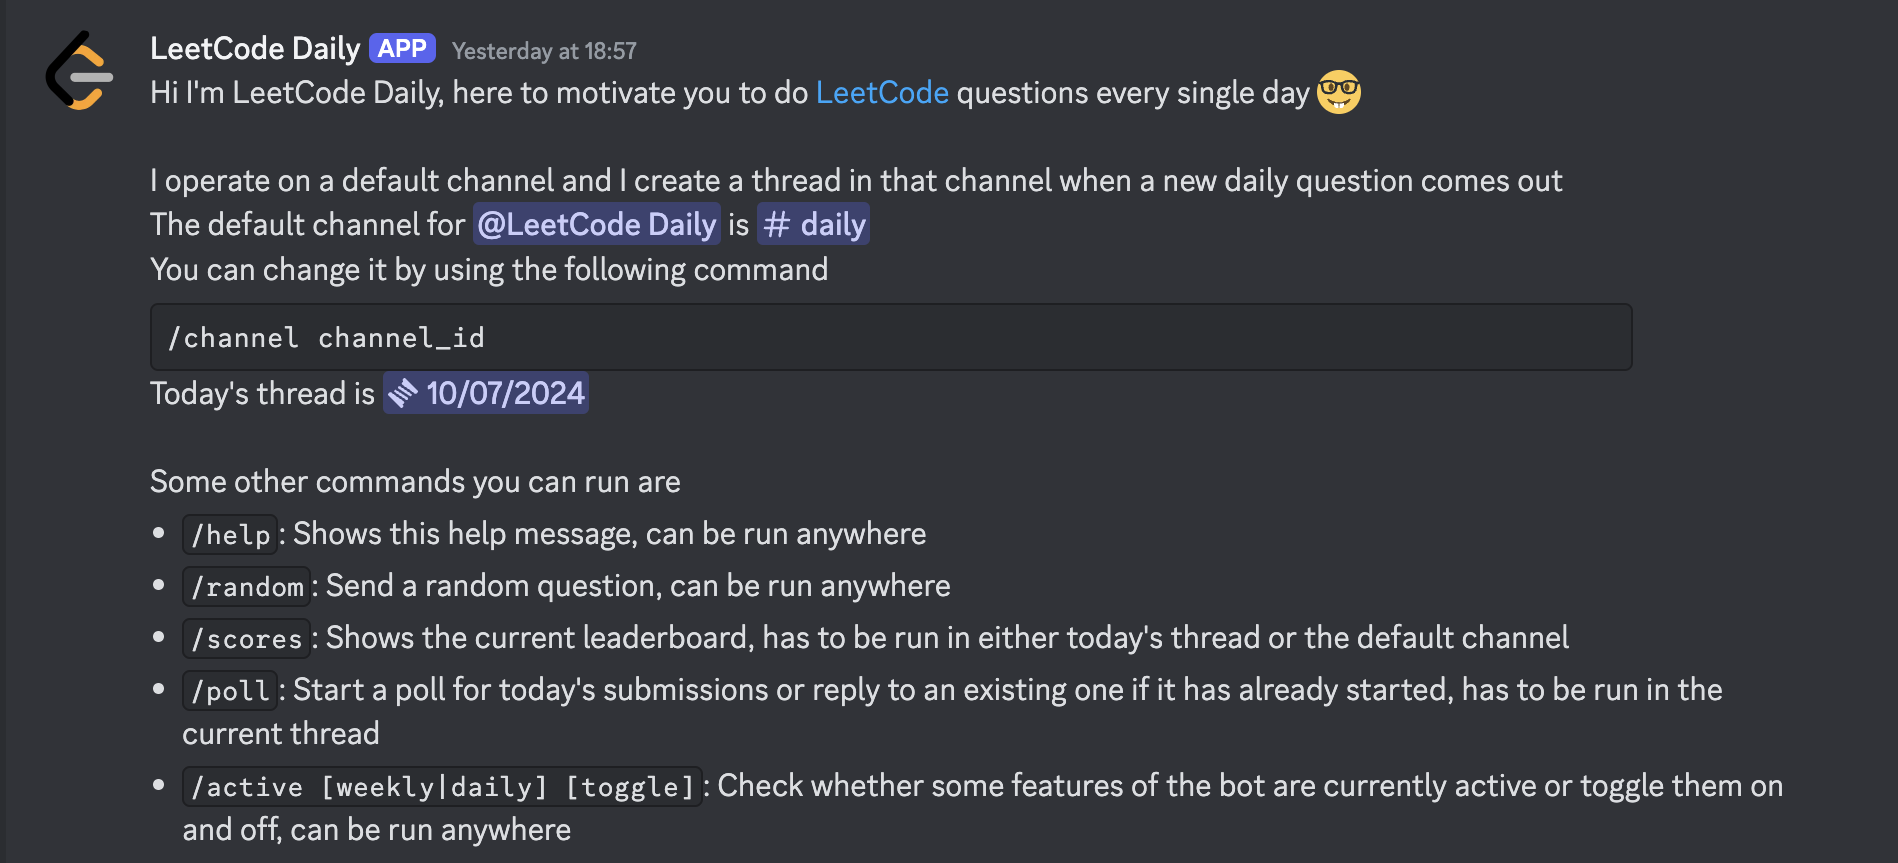 LeetCode Daily APP Yesterday at 18:57
Hi I'm LeetCode Daily, here to motivate you to do LeetCode questions every single day 🤓
I operate on a default channel and I create a thread in that channel when a new daily question comes out
The default channel for @LeetCode Daily is # daily
You can change it by using the following command
/channel channel_id
Today's thread is 10/07/2024
Some other commands you can run are
• /help: Shows this help message, can be run anywhere
• /random: Send a random question, can be run anywhere
• /scores: Shows the current leaderboard, has to be run in either today's thread or the default channel
• /poll: Start a poll for today's submissions or reply to an existing one if it has already started, has to be run in the
current thread
• /active [weekly|daily] [toggle]: Check whether some features of the bot are currently active or toggle them on
and off, can be run anywhere